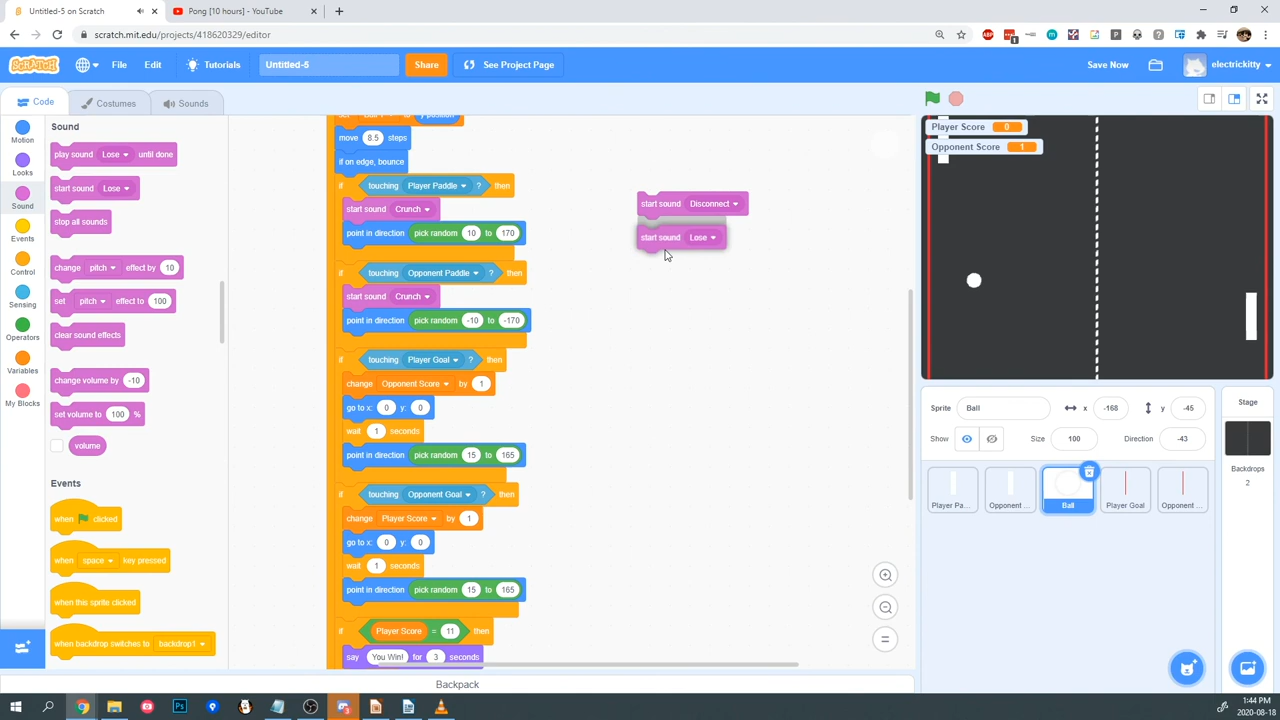 Untitled-5 on Scratch
Pong [10 hours] - YouTube
scratch.mit.edu/projects/418620329/editor
SCRATCH
File
Edit
Tutorials
Untitled-5
Share
See Project Page
Save Now
electrickitty
Code
Costumes
Sounds
Motion
Looks
Sound
Events
Control
Sensing
Operators
Variables
My Blocks
Sound
play sound Lose until done
start sound Lose
stop all sounds
change pitch effect by 10
set pitch effect to 100
clear sound effects
change volume by -10
set volume to 100 %
volume
Events
when clicked
when space key pressed
when this sprite clicked
when backdrop switches to backdrop1
y position
move 8.5 steps
if on edge, bounce
if touching Player Paddle ? then
start sound Crunch
point in direction pick random 10 to 170
if touching Opponent Paddle ? then
start sound Crunch
point in direction pick random -10 to -170
if touching Player Goal ? then
change Opponent Score by 1
go to x: 0 y: 0
wait 1 seconds
point in direction pick random 15 to 165
if touching Opponent Goal ? then
change Player Score by 1
go to x: 0 y: 0
wait 1 seconds
point in direction pick random 15 to 165
if Player Score = 11 then
say You Win! for 3 seconds
start sound Disconnect
start sound Lose
Backpack
Player Score 0
Opponent Score 1
Sprite Ball x -168 y -45
Show Size 100 Direction -43
Player Pa...
Opponent ...
Ball
Player Goal
Opponent ...
Stage
Backdrops
2
1:44 PM
2020-08-18